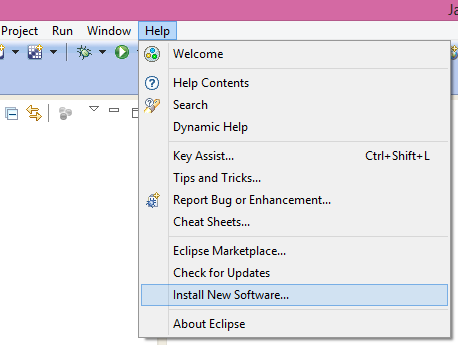 Ja
Project Run Window Help
Welcome
Help Contents
Search
Dynamic Help
Key Assist... Ctrl+Shift+L
Tips and Tricks...
Report Bug or Enhancement...
Cheat Sheets...
Eclipse Marketplace...
Check for Updates
Install New Software...
About Eclipse